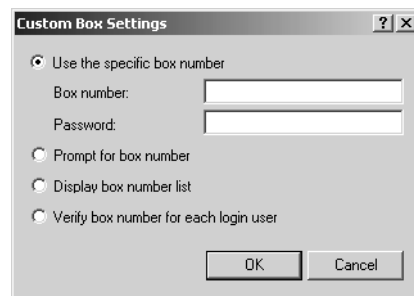 Custom Box Settings
Use the specific box number
Box number:
Password:
Prompt for box number
Display box number list
Verify box number for each login user
OK Cancel